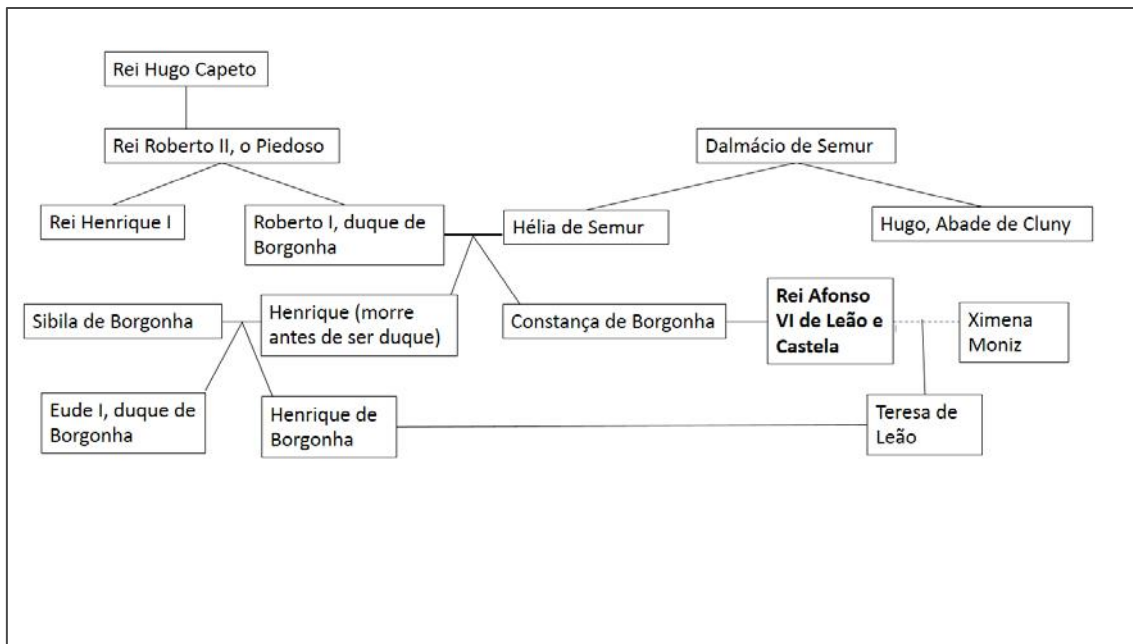 Rei Hugo Capeto
Rei Roberto II, o Piedoso
Dalmácio de Semur
Rei Henrique I
Roberto I, duque de
Borgonha
Hélia de Semur
Hugo, Abade de Cluny
Sibila de Borgonha
Henrique (morre
antes de ser duque)
Constança de Borgonha
Rei Afonso
VI de Leão e
Castela
Ximena
Moniz
Eude I, duque de
Borgonha
Henrique de
Borgonha
Teresa de
Leão